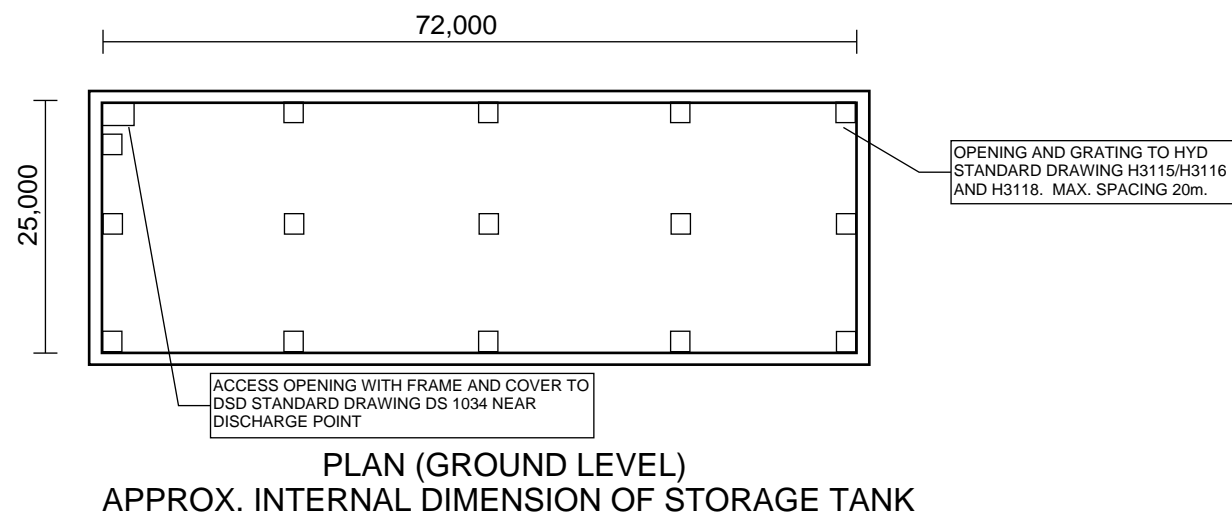 72,000
25,000
OPENING AND GRATING TO HYD
STANDARD DRAWING H3115/H3116
AND H3118. MAX. SPACING 20m.
ACCESS OPENING WITH FRAME AND COVER TO
DSD STANDARD DRAWING DS 1034 NEAR
DISCHARGE POINT
PLAN (GROUND LEVEL)
APPROX. INTERNAL DIMENSION OF STORAGE TANK